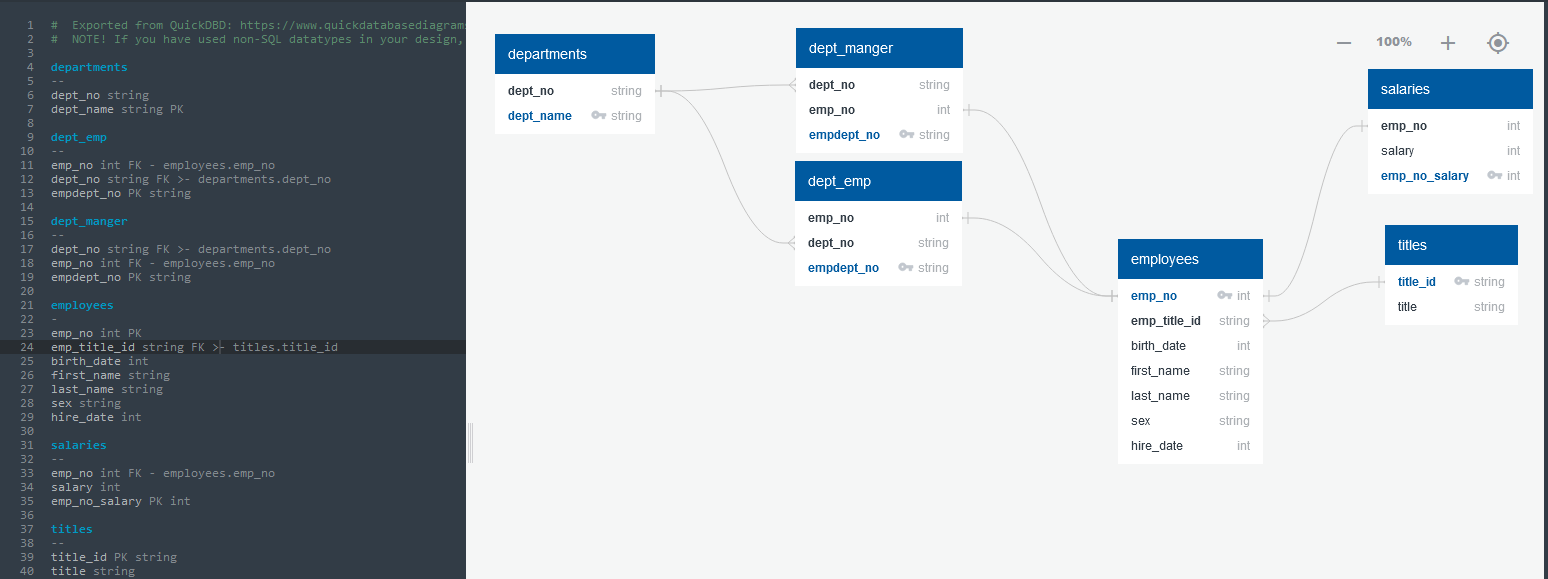 1 #  Exported from QuickDBD: https://www.quickdatabasediagrams
2 #  NOTE! If you have used non-SQL datatypes in your design,
3
4 departments
5 --
6 dept_no string
7 dept_name string PK
8
9 dept_emp
10 --
11 emp_no int FK - employees.emp_no
12 dept_no string FK >- departments.dept_no
13 empdept_no PK string
14
15 dept_manger
16 --
17 dept_no string FK >- departments.dept_no
18 emp_no int FK - employees.emp_no
19 empdept_no PK string
20
21 employees
22 -
23 emp_no int PK
24 emp_title_id string FK >- titles.title_id
25 birth_date int
26 first_name string
27 last_name string
28 sex string
29 hire_date int
30
31 salaries
32 --
33 emp_no int FK - employees.emp_no
34 salary int
35 emp_no_salary PK int
36
37 titles
38 --
39 title_id PK string
40 title string
departments
dept_no string
dept_name string
dept_manger
dept_no string
emp_no int
empdept_no string
dept_emp
emp_no int
dept_no string
empdept_no string
employees
emp_no int
emp_title_id string
birth_date int
first_name string
last_name string
sex string
hire_date int
100%
salaries
emp_no int
salary int
emp_no_salary int
titles
title_id string
title string